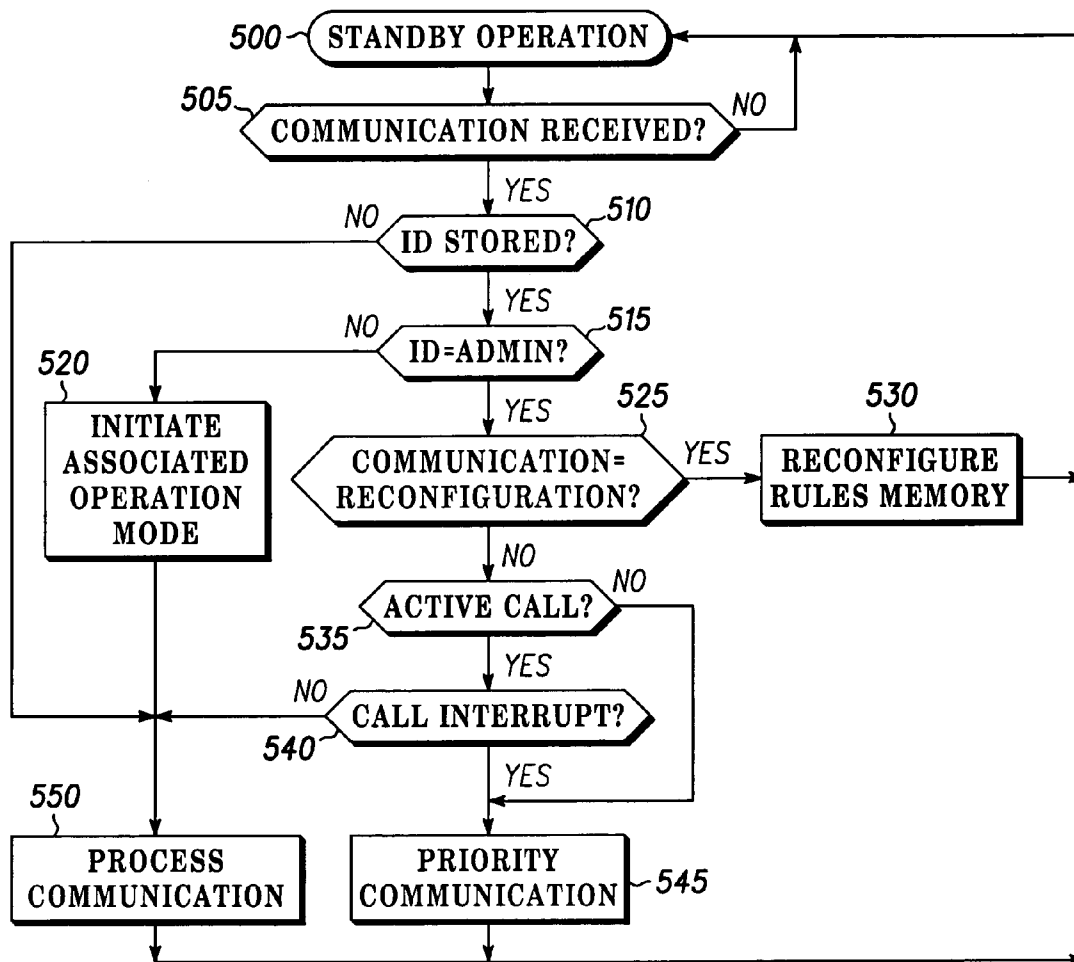 500
STANDBY OPERATION
505
COMMUNICATION RECEIVED?
NO
YES
NO
510
ID STORED?
YES
NO
515
ID=ADMIN?
520
INITIATE
ASSOCIATED
OPERATION
MODE
YES
525
COMMUNICATION=
RECONFIGURATION?
YES
530
RECONFIGURE
RULES MEMORY
NO
NO
ACTIVE CALL?
535
YES
NO
CALL INTERRUPT?
540
YES
550
PROCESS
COMMUNICATION
PRIORITY
COMMUNICATION
545